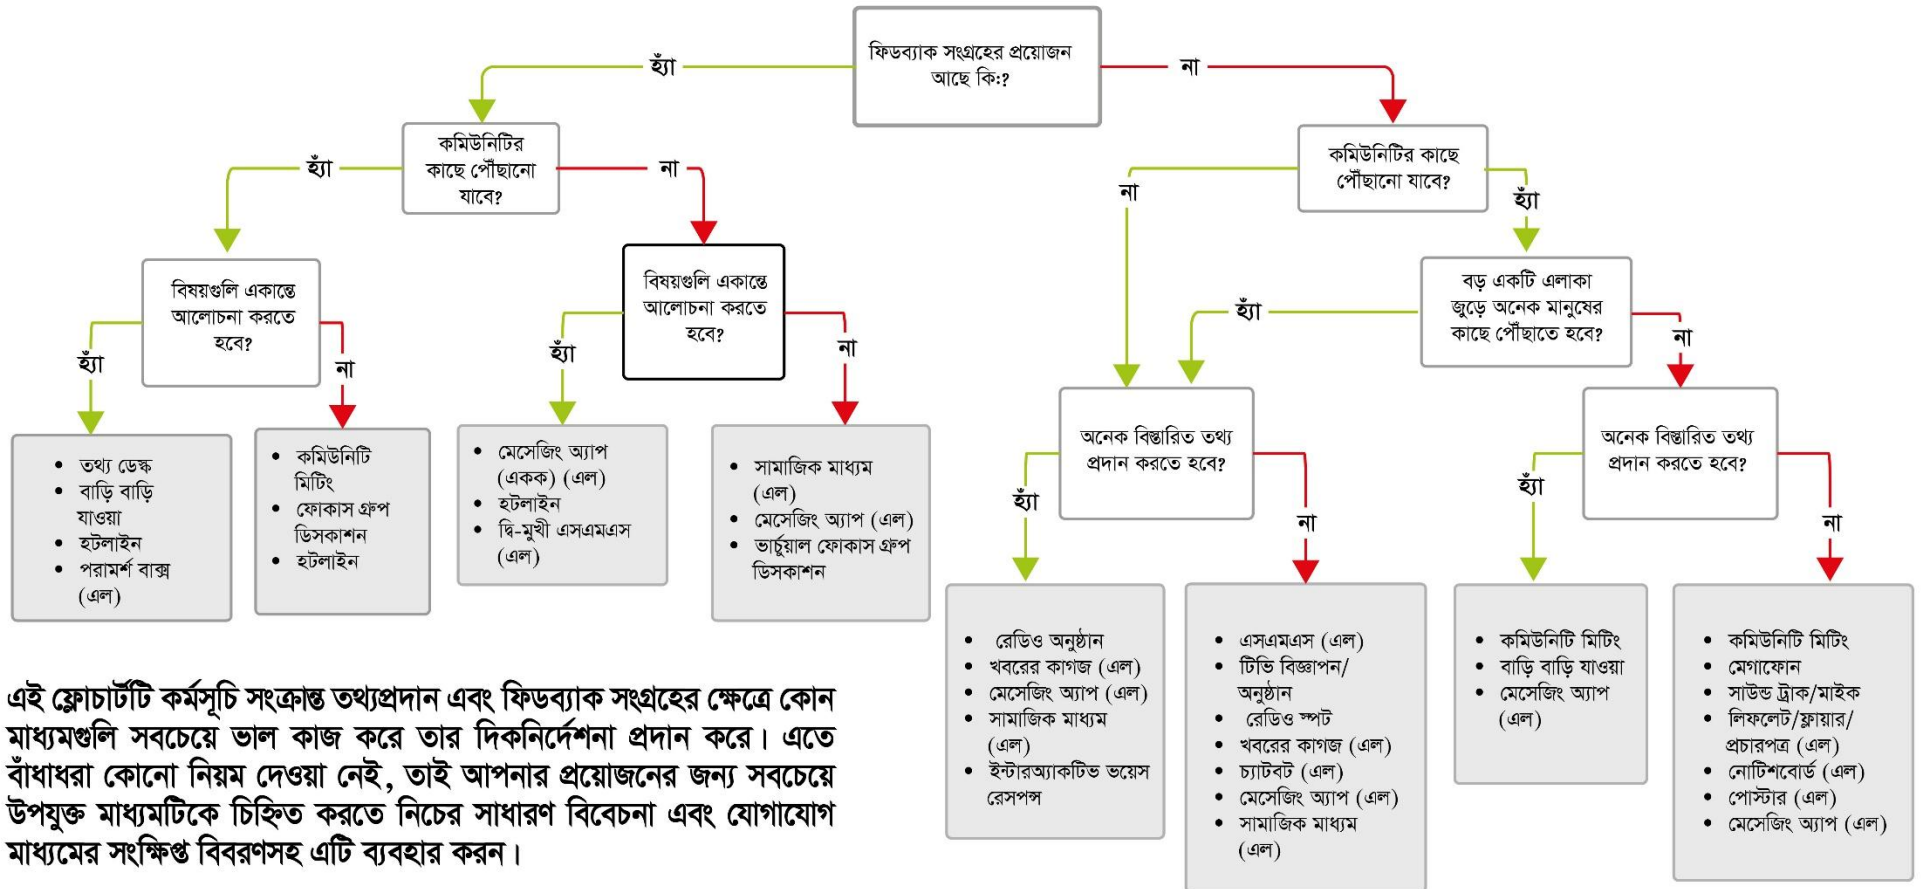 ফিডব্যাক সংগ্রহের প্রয়োজন
আছে কি:?
হ্যাঁ
না
কমিউনিটির
কাছে পৌঁছানো
যাবে?
কমিউনিটির কাছে
পৌঁছানো যাবে?
হ্যাঁ
না
না
হ্যাঁ
বিষয়গুলি একান্তে
আলোচনা করতে
হবে?
বিষয়গুলি একান্তে
আলোচনা করতে
হবে?
বড় একটি এলাকা
জুড়ে অনেক মানুষের
কাছে পৌঁছাতে হবে?
হ্যাঁ
না
হ্যাঁ
না
হ্যাঁ
না
অনেক বিস্তারিত তথ্য
প্রদান করতে হবে?
অনেক বিস্তারিত তথ্য
প্রদান করতে হবে?
হ্যাঁ
না
হ্যাঁ
না
• তথ্য ডেস্ক
• বাড়ি বাড়ি
যাওয়া
• হটলাইন
• পরামর্শ বাক্স
(এল)
• কমিউনিটি
মিটিং
• ফোকাস গ্রুপ
ডিসকাশন
• হটলাইন
• মেসেজিং অ্যাপ
(একক) (এল)
• হটলাইন
• দ্বি-মুখী এসএমএস
(এল)
• সামাজিক মাধ্যম
(এল)
• মেসেজিং অ্যাপ (এল)
• ভার্চুয়াল ফোকাস গ্রুপ
ডিসকাশন
• রেডিও অনুষ্ঠান
• খবরের কাগজ (এল)
• মেসেজিং অ্যাপ (এল)
• সামাজিক মাধ্যম
(এল)
• ইন্টারঅ্যাকটিভ ভয়েস
রেসপন্স
• এসএমএস (এল)
• টিভি বিজ্ঞাপন/
অনুষ্ঠান
• রেডিও স্পট
• খবরের কাগজ (এল)
• চ্যাটবট (এল)
• মেসেজিং অ্যাপ (এল)
• সামাজিক মাধ্যম
(এল)
• কমিউনিটি মিটিং
• বাড়ি বাড়ি যাওয়া
• মেসেজিং অ্যাপ
(এল)
• কমিউনিটি মিটিং
• মেগাফোন
• সাউন্ড ট্রাক/মাইক
• লিফলেট/ফ্লায়ার/
প্রচারপত্র (এল)
• নোটিশবোর্ড (এল)
• পোস্টার (এল)
• মেসেজিং অ্যাপ (এল)
এই ফ্লোচার্টটি কর্মসূচি সংক্রান্ত তথ্যপ্রদান এবং ফিডব্যাক সংগ্রহের ক্ষেত্রে কোন
মাধ্যমগুলি সবচেয়ে ভাল কাজ করে তার দিকনির্দেশনা প্রদান করে। এতে
বাঁধাধরা কোনো নিয়ম দেওয়া নেই, তাই আপনার প্রয়োজনের জন্য সবচেয়ে
উপযুক্ত মাধ্যমটিকে চিহ্নিত করতে নিচের সাধারণ বিবেচনা এবং যোগাযোগ
মাধ্যমের সংক্ষিপ্ত বিবরণসহ এটি ব্যবহার করুন।